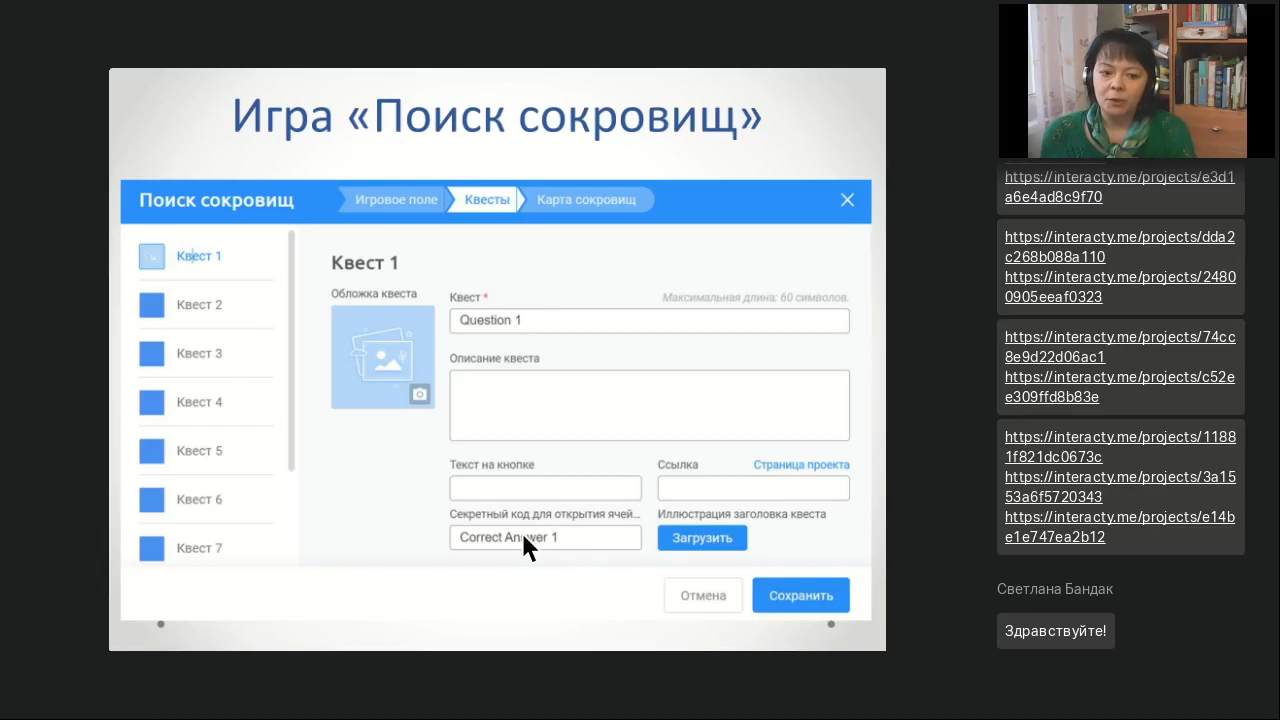 Игра «Поиск сокровищ»
Поиск сокровищ
Игровое поле
Квесты
Карта сокровищ
Квест 1
Квест 2
Квест 3
Квест 4
Квест 5
Квест 6
Квест 7
Квест 1
Обложка квеста
Квест *
Максимальная длина: 60 символов.
Question 1
Описание квеста
Текст на кнопке
Ссылка
Страница проекта
Секретный код для открытия ячей...
Correct Answer 1
Иллюстрация заголовка квеста
Загрузить
Отмена
Сохранить
https://interacty.me/projects/e3d1
a6e4ad8c9f70
https://interacty.me/projects/dda2
c268b088a110
https://interacty.me/projects/2480
0905eeaf0323
https://interacty.me/projects/74cc
8e9d22d06ac1
https://interacty.me/projects/c52e
e309ffd8b83e
https://interacty.me/projects/1188
1f821dc0673c
https://interacty.me/projects/3a15
53a6f5720343
https://interacty.me/projects/e14b
e1e747ea2b12
Светлана Бандак
Здравствуйте!